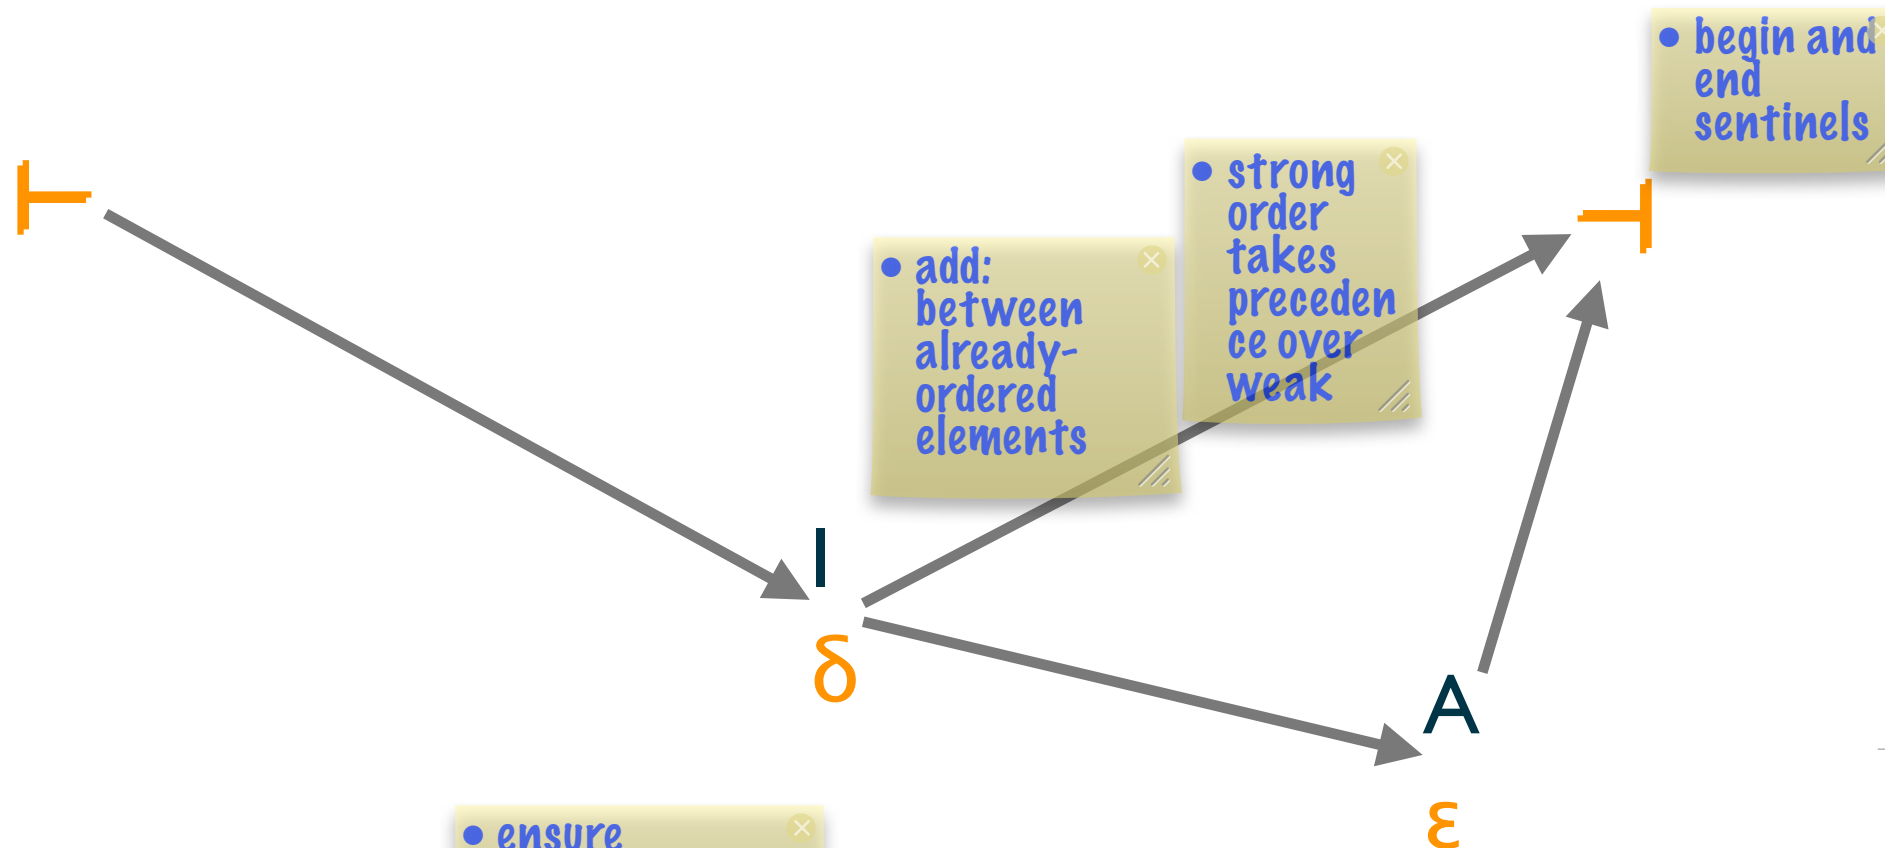 • begin and
end
sentinels
⊢
⊣
• strong
order
takes
preceden
ce over
weak
• add:
between
already-
ordered
elements
I
δ
A
ε
• ensure